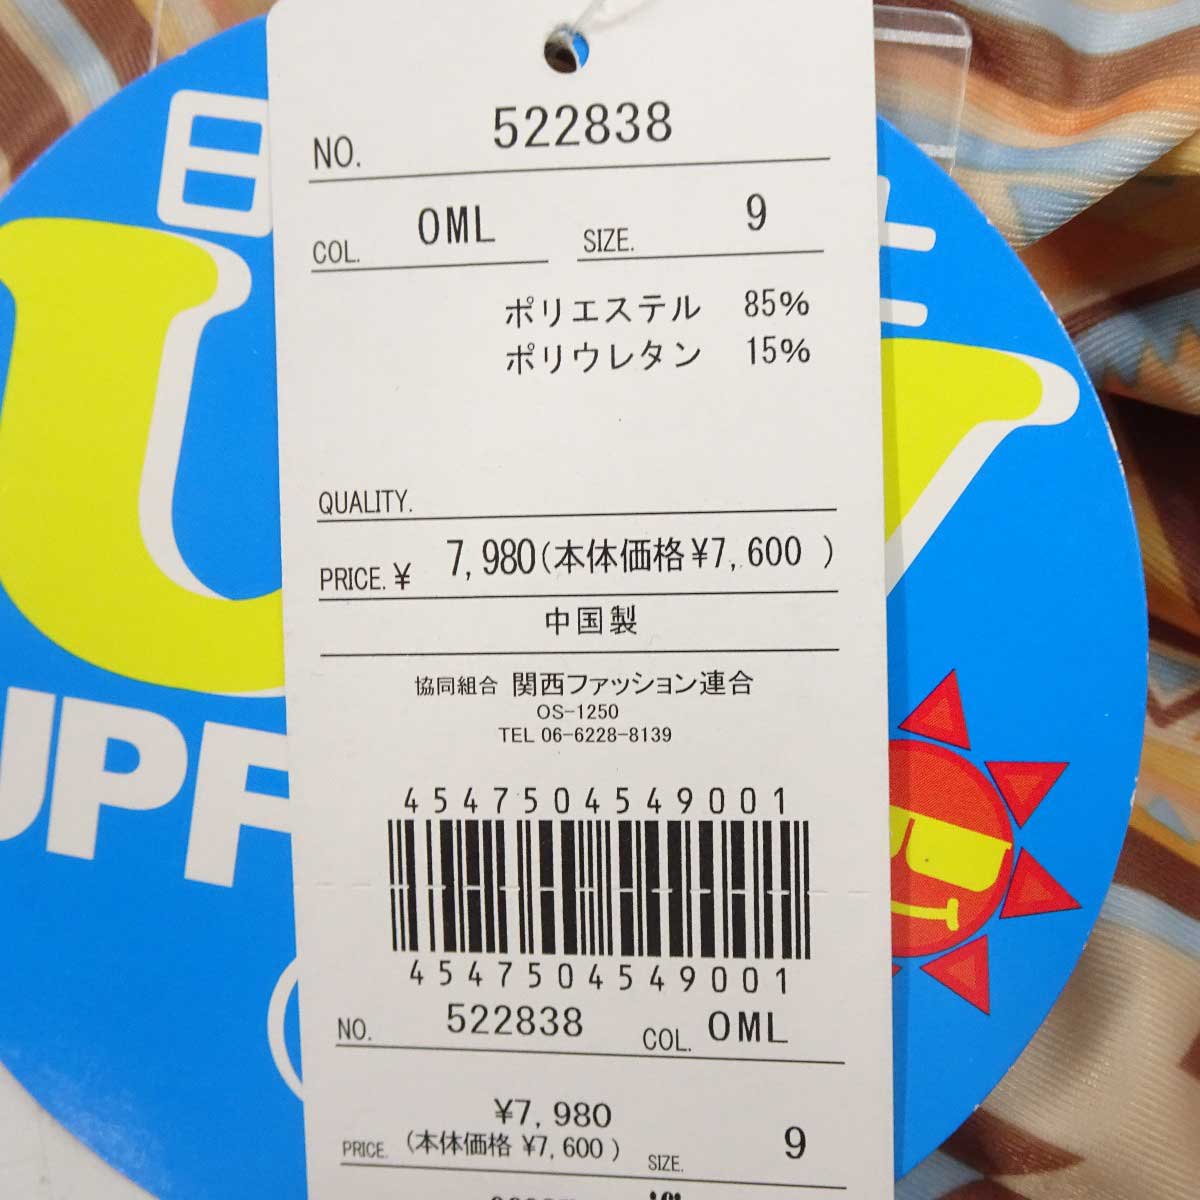 NO. 522838
COL. OML SIZE. 9
ポリエステル 85%
ポリウレタン 15%
QUALITY.
PRICE. ¥ 7,980(本体価格¥7,600 )
中国製
協同組合 関西ファッション連合
OS-1250
TEL 06-6228-8139
4547504549001
4547504549001
NO. 522838 COL. OML
¥7,980
PRICE. (本体価格 ¥7,600 ) SIZE. 9